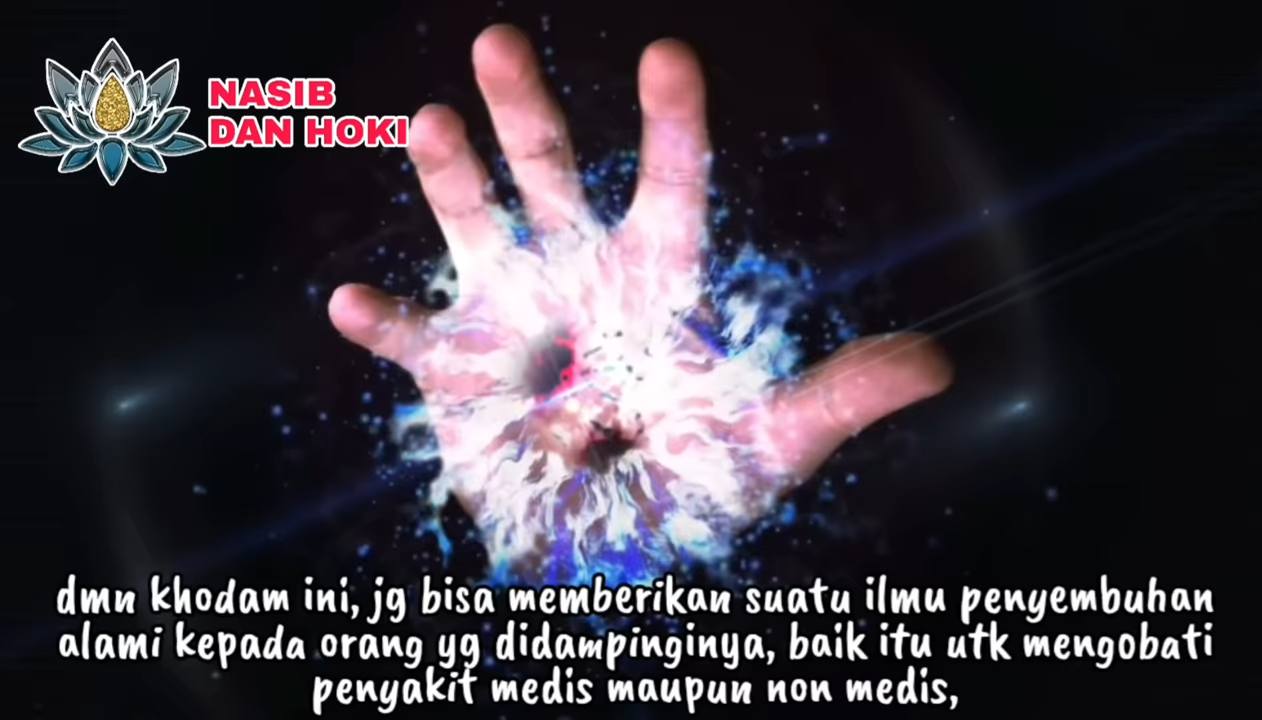 NASIB
DAN HOKI
dmn khodam ini, jg bisa memberikan suatu ilmu penyembuhan
alami kepada orang yg didampinginya, baik itu utk mengobati
penyakit medis maupun non medis,